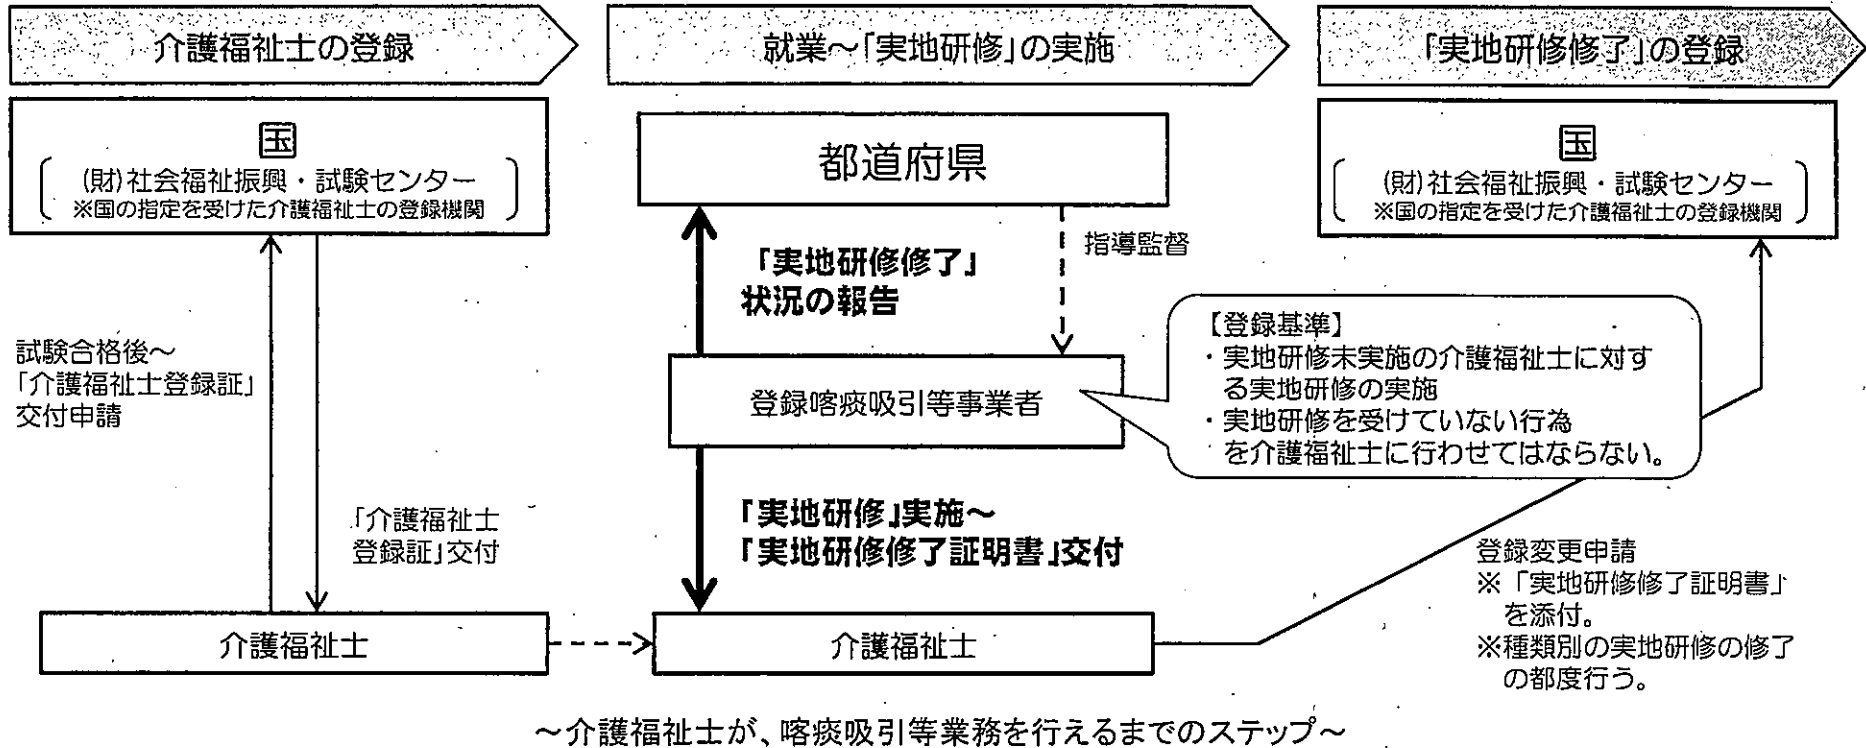 介護福祉士の登録
就業～「実地研修」の実施
「実地研修修了」の登録
国
(財)社会福祉振興・試験センター
※国の指定を受けた介護福祉士の登録機関
都道府県
国
(財)社会福祉振興・試験センター
※国の指定を受けた介護福祉士の登録機関
「実地研修修了」
状況の報告
指導監督
試験合格後～
「介護福祉士登録証」
交付申請
登録喀痰吸引等事業者
【登録基準】
・実地研修未実施の介護福祉士に対す
る実地研修の実施
・実地研修を受けていない行為
を介護福祉士に行わせてはならない。
「介護福祉士
登録証」交付
「実地研修」実施～
「実地研修修了証明書」交付
登録変更申請
※「実地研修修了証明書」
を添付。
※種類別の実地研修の修了
の都度行う。
介護福祉士
介護福祉士
～介護福祉士が、喀痰吸引等業務を行えるまでのステップ～